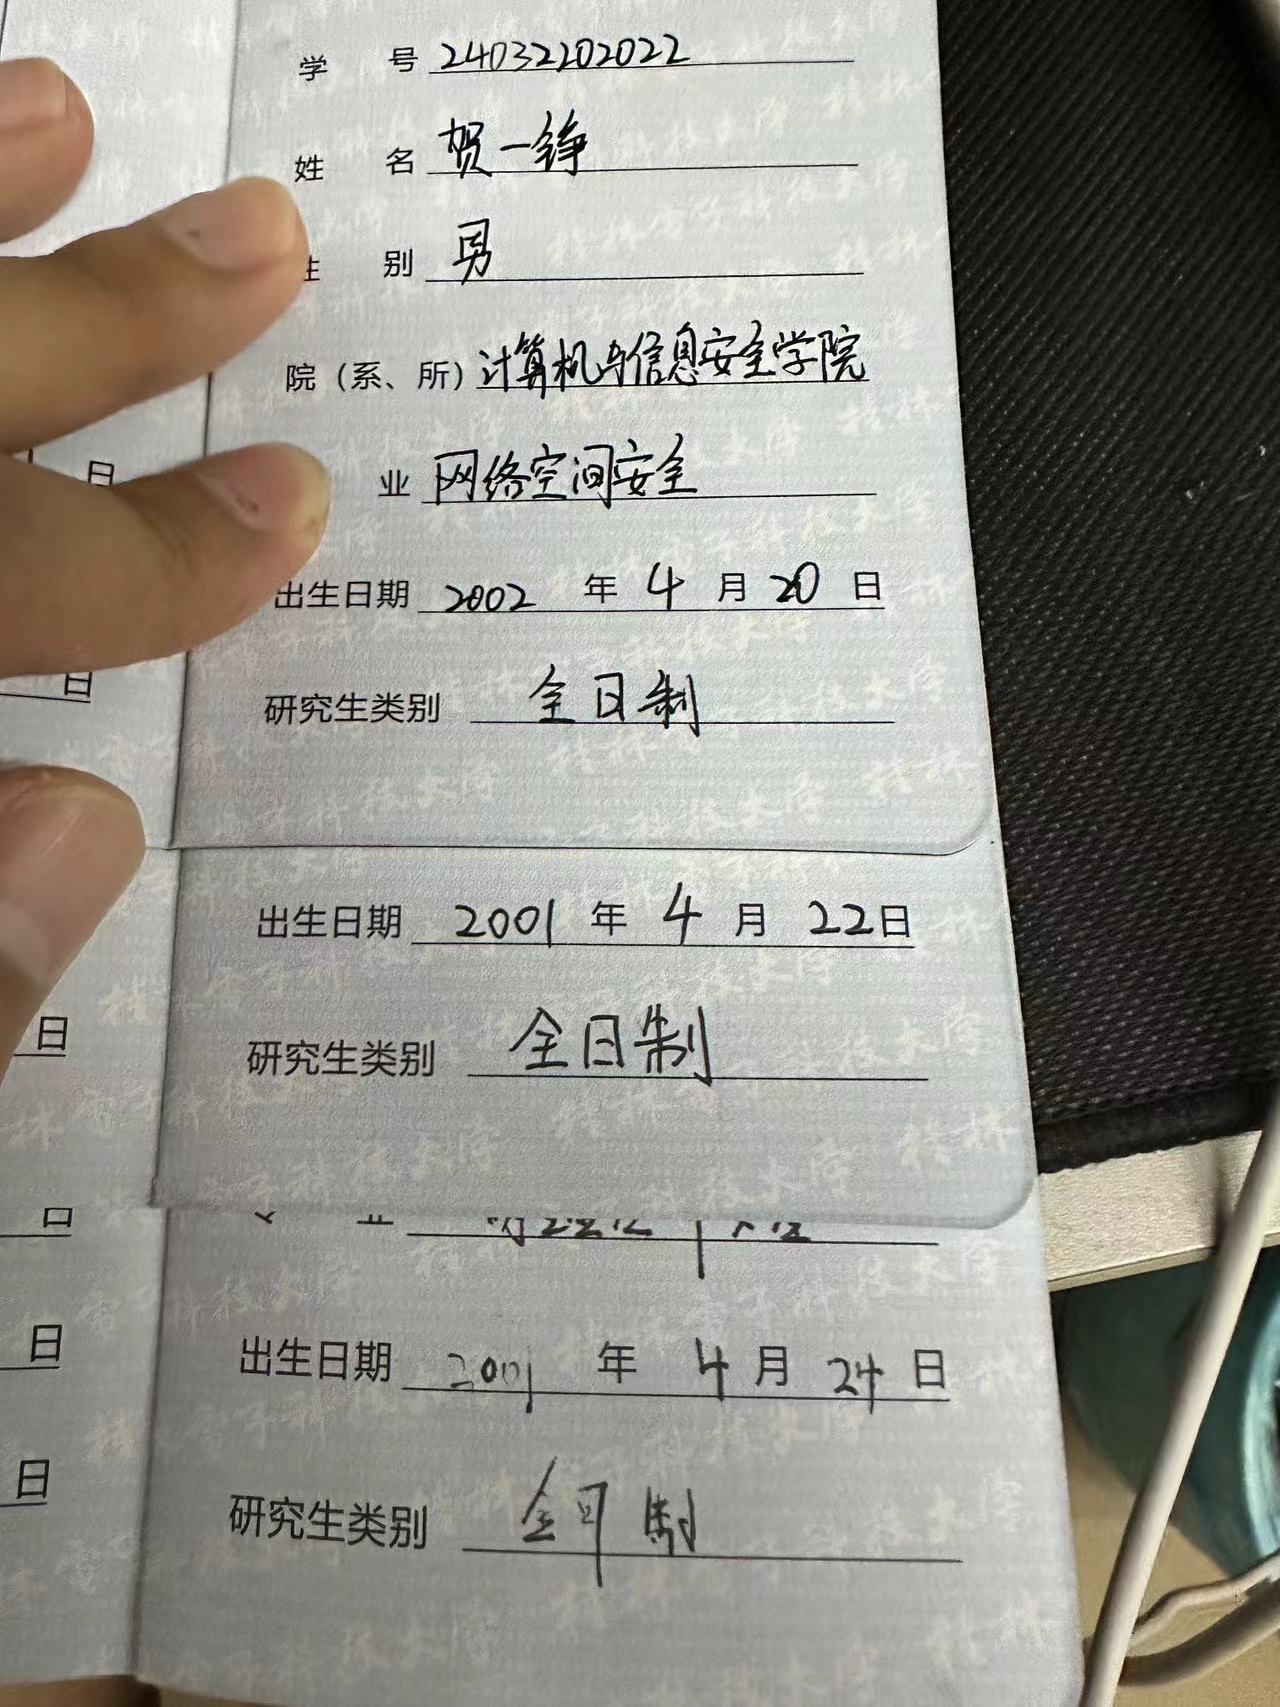 学 号 24032202022
姓 名 贺一铮
性 别 男
院（系、所）计算机与信息安全学院
业 网络空间安全
出生日期 2002 年 4 月 20 日
研究生类别 全日制
出生日期 2001 年 4 月 22 日
研究生类别 全日制
出生日期 2001 年 4 月 24 日
研究生类别 全日制
日
日
日
日
日
日